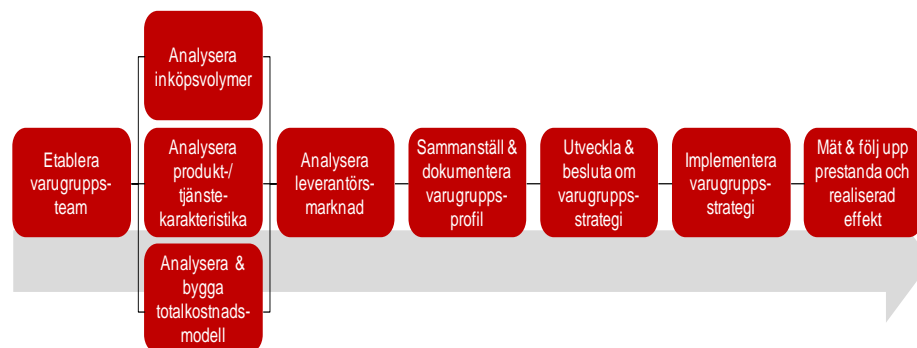 Etablera
varugrupps-
team
Analysera
inköpsvolymer
Analysera
produkt-/
tjänste-
karakteristika
Analysera &
bygga
totalkostnads-
modell
Analysera
leverantörs-
marknad
Sammanställ &
dokumentera
varugrupps-
profil
Utveckla &
besluta om
varugrupps-
strategi
Implementera
varugrupps-
strategi
Mät & följ upp
prestanda och
realiserad
effekt